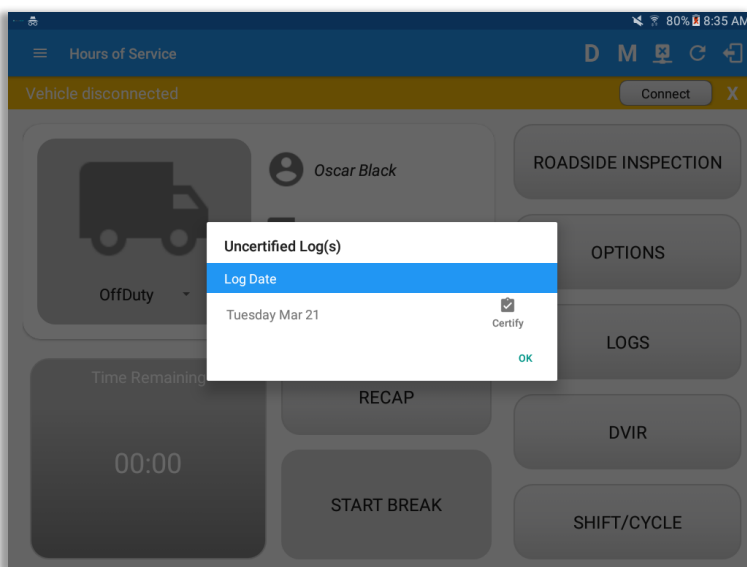 80% 8:35 AM
Hours of Service
D M
Vehicle disconnected
Connect X
Oscar Black
ROADSIDE INSPECTION
Uncertified Log(s)
Log Date
Tuesday Mar 21
Certify
OK
OPTIONS
OffDuty
LOGS
Time Remaining
00:00
RECAP
DVIR
START BREAK
SHIFT/CYCLE